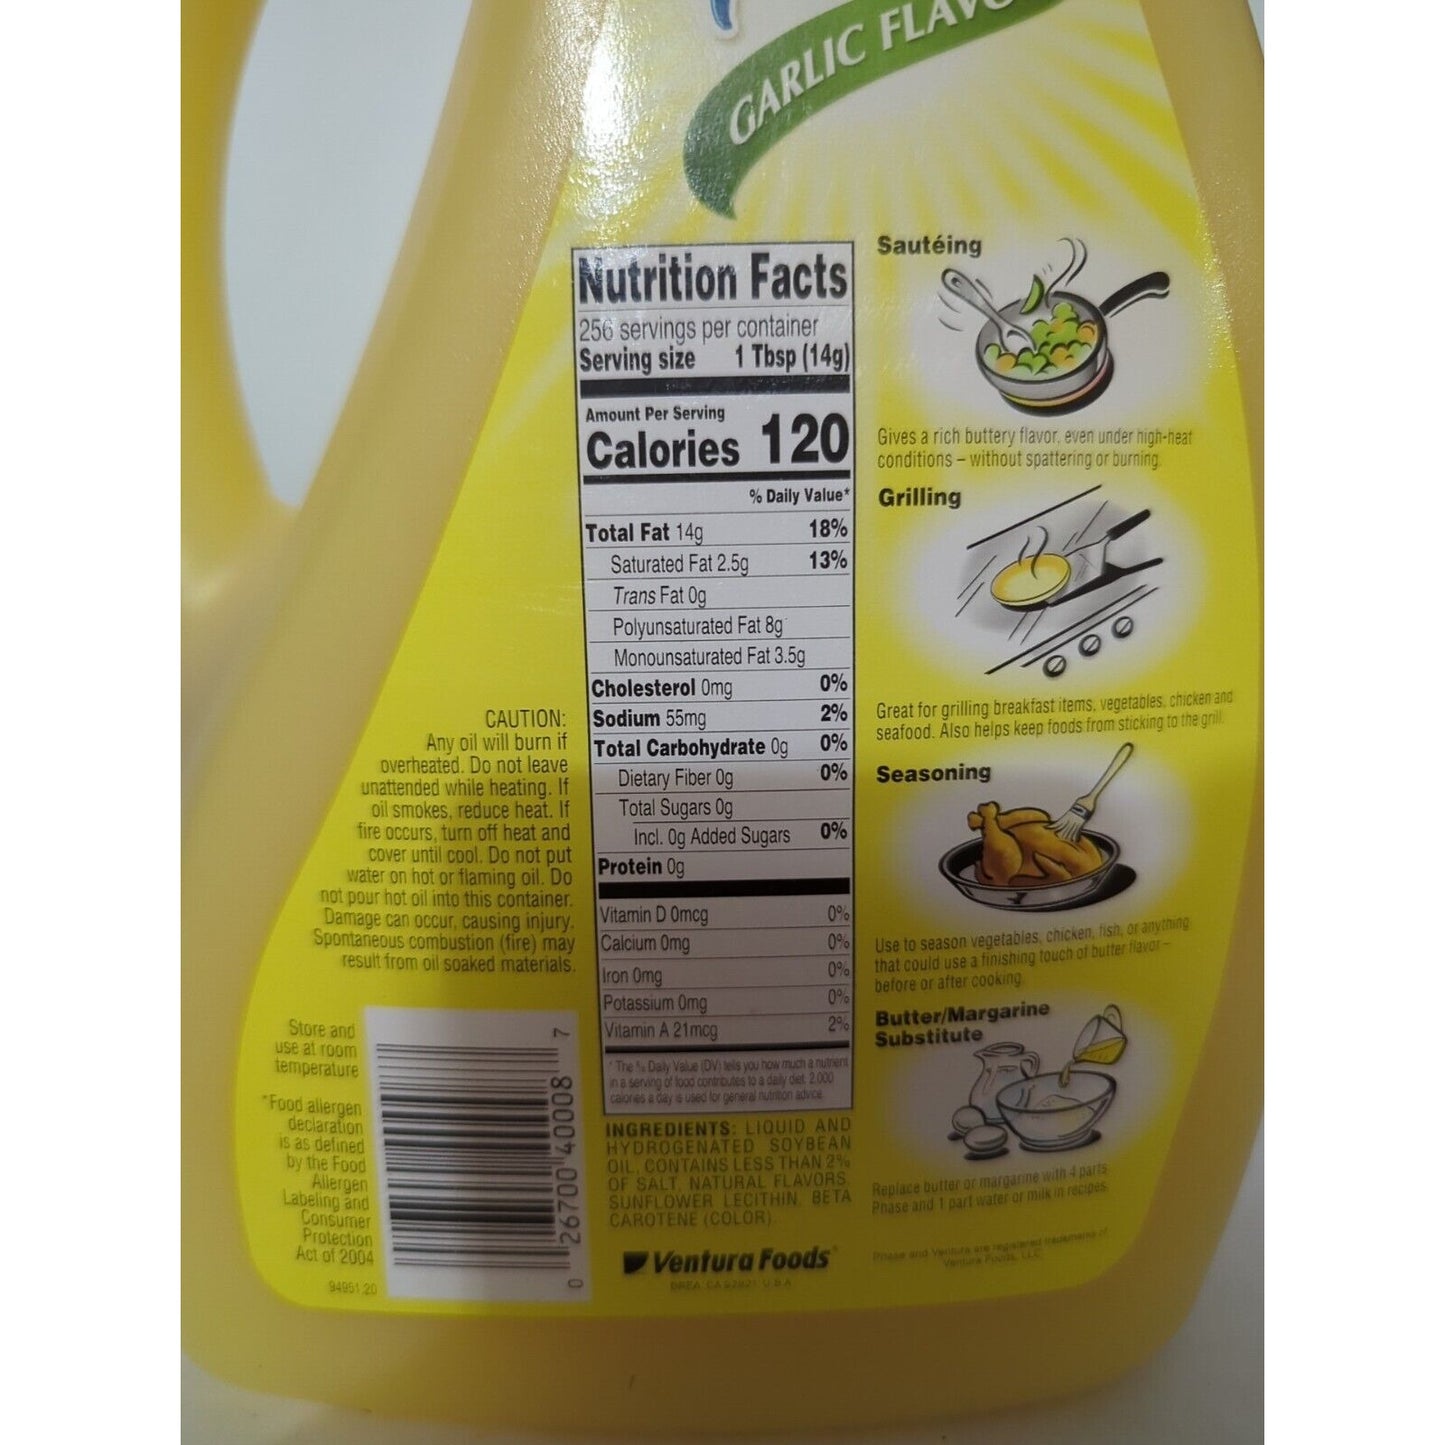 GARLIC FLAVO
Nutrition Facts
256 servings per container
Serving size 1 Tbsp (14g)
Amount Per Serving
Calories 120
% Daily Value*
Total Fat 14g 18%
Saturated Fat 2.5g 13%
Trans Fat 0g
Polyunsaturated Fat 8g
Monounsaturated Fat 3.5g
Cholesterol 0mg 0%
Sodium 55mg 2%
Total Carbohydrate 0g 0%
Dietary Fiber 0g 0%
Total Sugars 0g
Incl. 0g Added Sugars 0%
Protein 0g
Vitamin D 0mcg 0%
Calcium 0mg 0%
Iron 0mg 0%
Potassium 0mg 0%
Vitamin A 21mcg 2%
* The % Daily Value (DV) tells you how much a nutrient
in a serving of food contributes to a daily diet. 2,000
calories a day is used for general nutrition advice.
INGREDIENTS: LIQUID AND
HYDROGENATED SOYBEAN
OIL, CONTAINS LESS THAN 2%
OF SALT, NATURAL FLAVORS,
SUNFLOWER LECITHIN, BETA
CAROTENE (COLOR).
Ventura Foods
BREA CA 92821 U.S.A.
CAUTION:
Any oil will burn if
overheated. Do not leave
unattended while heating. If
oil smokes, reduce heat. If
fire occurs, turn off heat and
cover until cool. Do not put
water on hot or flaming oil. Do
not pour hot oil into this container.
Damage can occur, causing injury.
Spontaneous combustion (fire) may
result from oil soaked materials.
Store and
use at room
temperature
*Food allergen
declaration
is as defined
by the Food
Allergen
Labeling and
Consumer
Protection
Act of 2004
94951.20
0 26700 40008 7
Sautéing
Gives a rich buttery flavor, even under high-heat
conditions – without spattering or burning.
Grilling
Great for grilling breakfast items, vegetables, chicken and
seafood. Also helps keep foods from sticking to the grill.
Seasoning
Use to season vegetables, chicken, fish, or anything
that could use a finishing touch of butter flavor –
before or after cooking.
Butter/Margarine
Substitute
Replace butter or margarine with 4 parts
Phase and 1 part water or milk in recipes.
Phase and Ventura are registered trademarks of
Ventura Foods, LLC